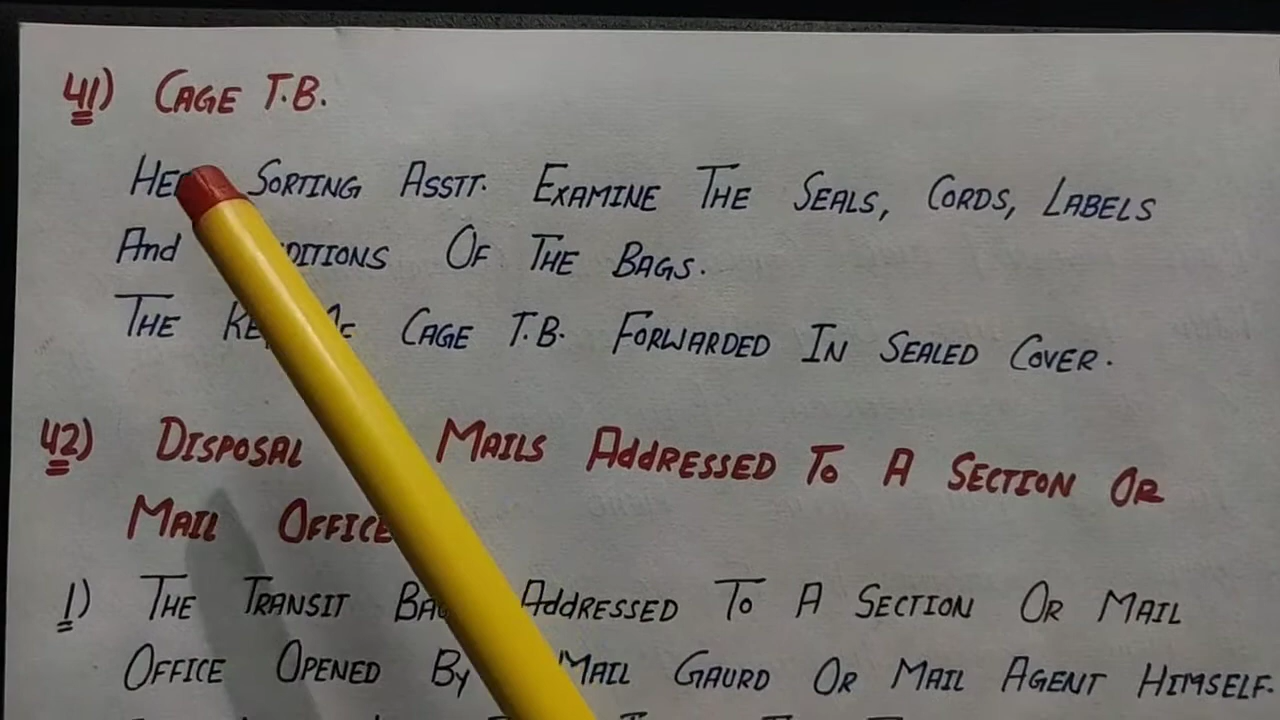 41) CAGE T.B.
SORTING ASSTT. EXAMINE THE SEALS, CORDS, LABELS
And OF THE BAGS.
THE CAGE T.B. FORWARDED IN SEALED COVER.
42) DISPOSAL MAILS AddRESSED TO A SECTION OR
MAIL OFFICE
1) THE TRANSIT AddRESSED TO A SECTION OR MAIL
OFFICE OPENED By MAIL GAURD OR MAIL AGENT HIMSELF.